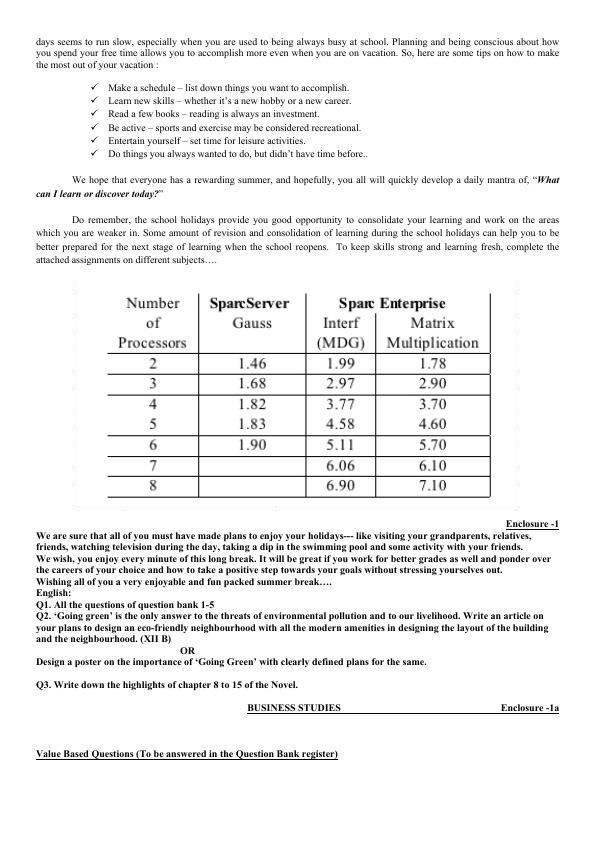 days seems to run slow, especially when you are used to being always busy at school. Planning and being conscious about how
you spend your free time allows you to accomplish more even when you are on vacation. So, here are some tips on how to make
the most out of your vacation :
✓ Make a schedule – list down things you want to accomplish.
✓ Learn new skills – whether it's a new hobby or a new career.
✓ Read a few books – reading is always an investment.
✓ Be active – sports and exercise may be considered recreational.
✓ Entertain yourself – set time for leisure activities.
✓ Do things you always wanted to do, but didn't have time before..
We hope that everyone has a rewarding summer, and hopefully, you all will quickly develop a daily mantra of, "What
can I learn or discover today?"
Do remember, the school holidays provide you good opportunity to consolidate your learning and work on the areas
which you are weaker in. Some amount of revision and consolidation of learning during the school holidays can help you to be
better prepared for the next stage of learning when the school reopens. To keep skills strong and learning fresh, complete the
attached assignments on different subjects….
Number SparcServer Sparc Enterprise
of Gauss Interf Matrix
Processors (MDG) Multiplication
2 1.46 1.99 1.78
3 1.68 2.97 2.90
4 1.82 3.77 3.70
5 1.83 4.58 4.60
6 1.90 5.11 5.70
7 6.06 6.10
8 6.90 7.10
Enclosure -1
We are sure that all of you must have made plans to enjoy your holidays--- like visiting your grandparents, relatives,
friends, watching television during the day, taking a dip in the swimming pool and some activity with your friends.
We wish, you enjoy every minute of this long break. It will be great if you work for better grades as well and ponder over
the careers of your choice and how to take a positive step towards your goals without stressing yourselves out.
Wishing all of you a very enjoyable and fun packed summer break….
English:
Q1. All the questions of question bank 1-5
Q2. 'Going green' is the only answer to the threats of environmental pollution and to our livelihood. Write an article on
your plans to design an eco-friendly neighbourhood with all the modern amenities in designing the layout of the building
and the neighbourhood. (XII B)
OR
Design a poster on the importance of 'Going Green' with clearly defined plans for the same.
Q3. Write down the highlights of chapter 8 to 15 of the Novel.
BUSINESS STUDIES Enclosure -1a
Value Based Questions (To be answered in the Question Bank register)